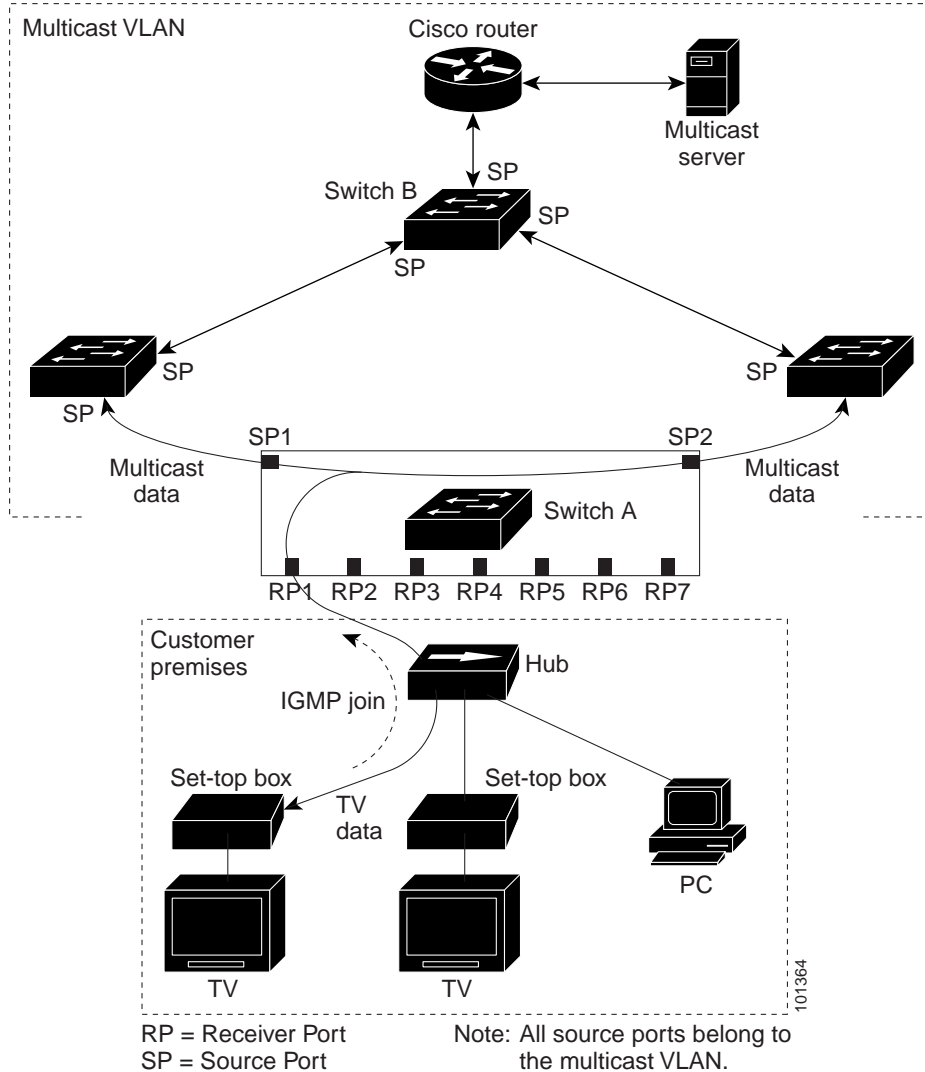 Multicast VLAN
Cisco router
Multicast
server
SP
Switch B
SP
SP
SP
SP
SP
SP1
SP2
Multicast
data
Multicast
data
Switch A
RP1 RP2 RP3 RP4 RP5 RP6 RP7
Customer
premises
Hub
IGMP join
Set-top box
Set-top box
TV
data
PC
TV
TV
101364
RP = Receiver Port
SP = Source Port
Note: All source ports belong to
the multicast VLAN.